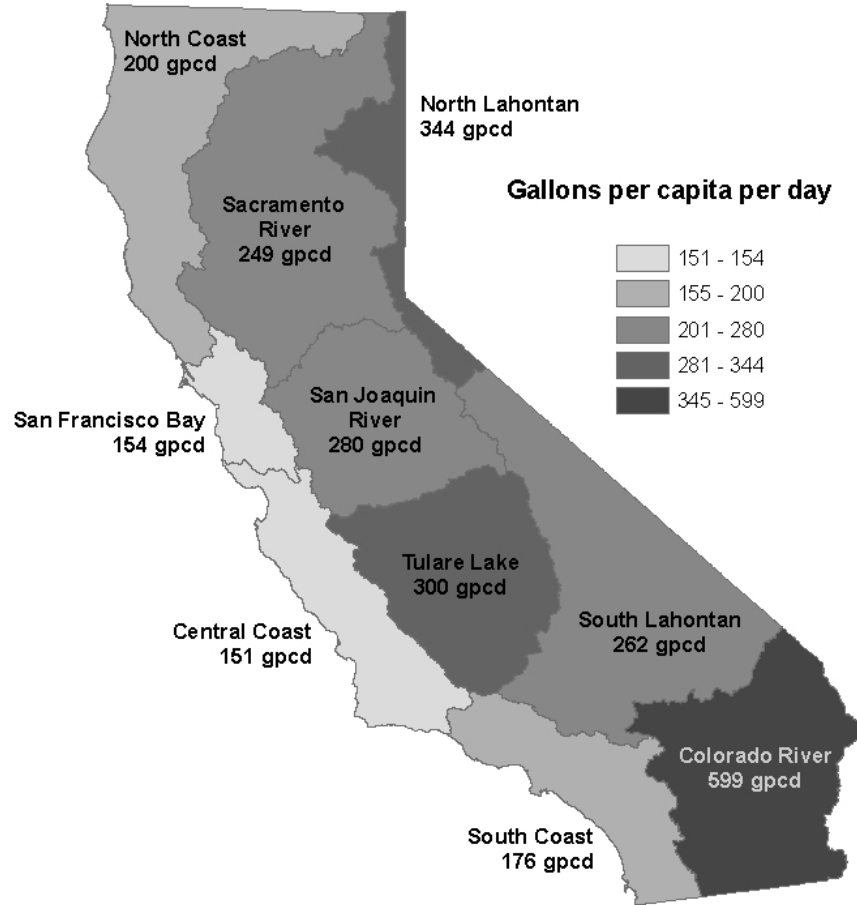 North Coast
200 gpcd
North Lahontan
344 gpcd
Gallons per capita per day
Sacramento
River
249 gpcd
151 - 154
155 - 200
201 - 280
281 - 344
345 - 599
San Joaquin
River
280 gpcd
San Francisco Bay
154 gpcd
Tulare Lake
300 gpcd
South Lahontan
262 gpcd
Central Coast
151 gpcd
Colorado River
599 gpcd
South Coast
176 gpcd